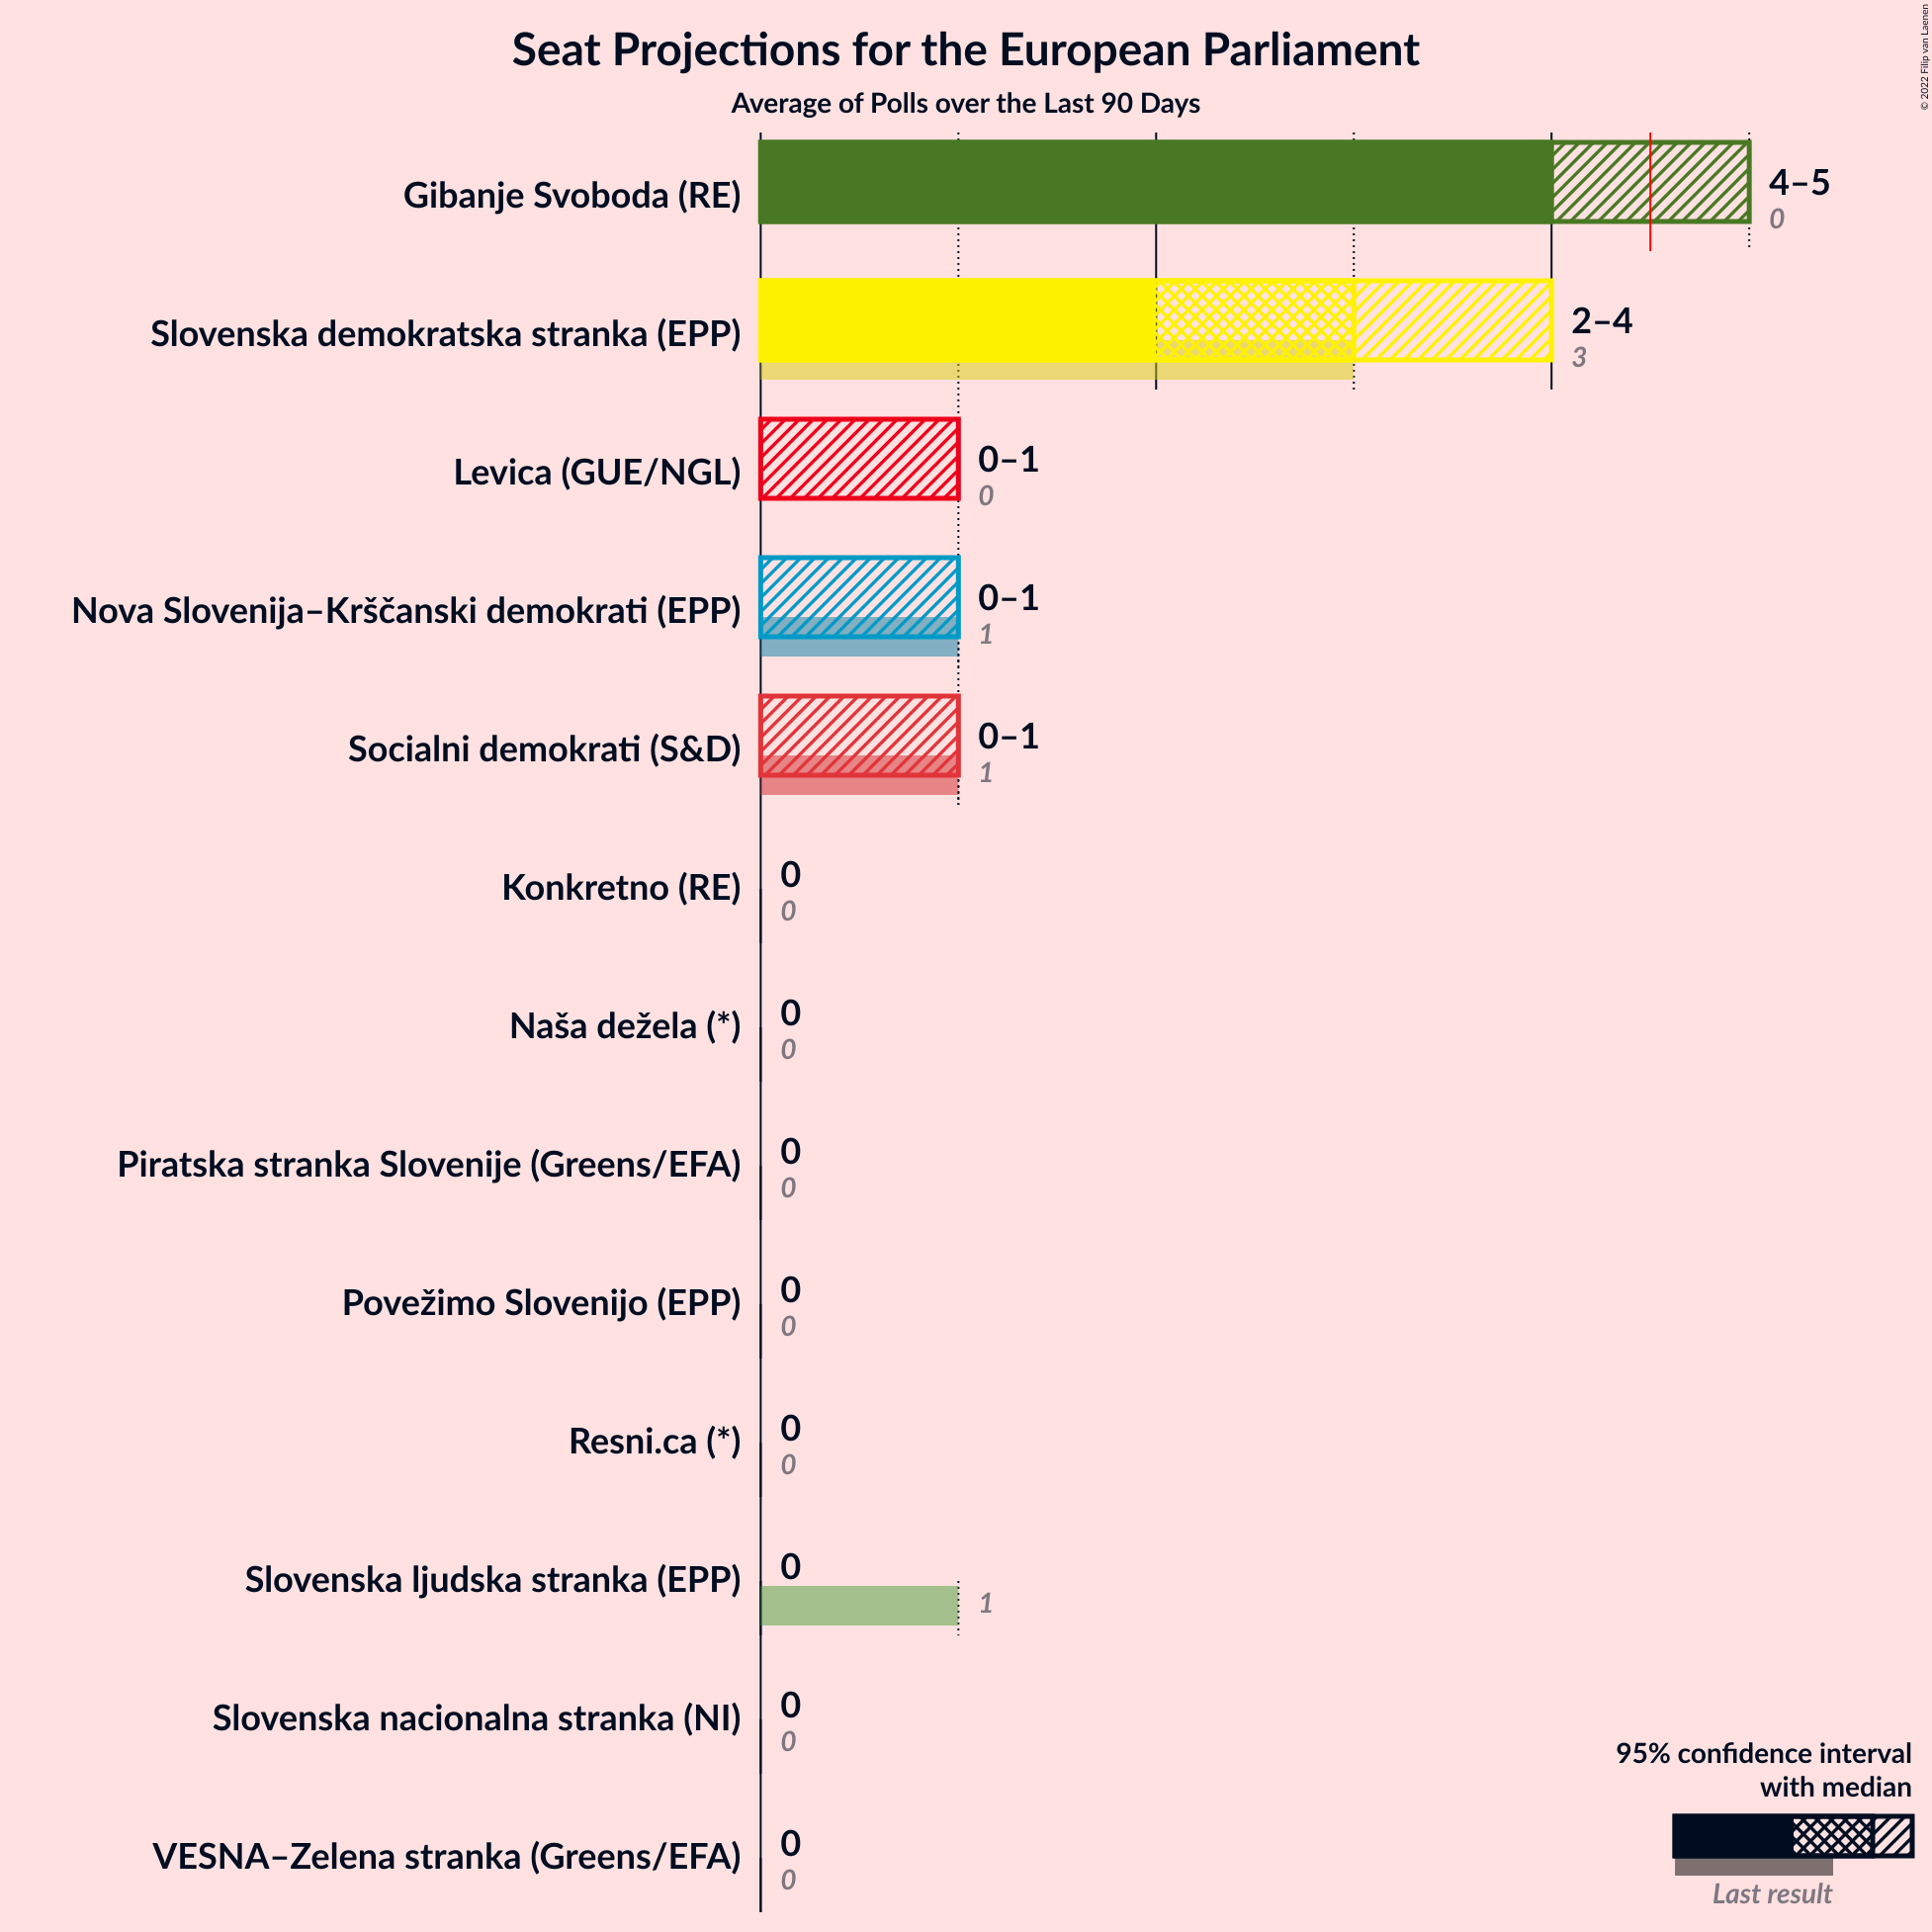 Seat Projections for the European Parliament
Average of Polls over the Last 90 Days
© 2022 Filip van Laenen
Gibanje Svoboda (RE)
4–5
0
Slovenska demokratska stranka (EPP)
2–4
3
Levica (GUE/NGL)
0–1
0
Nova Slovenija–Krščanski demokrati (EPP)
0–1
1
Socialni demokrati (S&D)
0–1
1
Konkretno (RE)
0
0
Naša dežela (*)
0
0
Piratska stranka Slovenije (Greens/EFA)
0
0
Povežimo Slovenijo (EPP)
0
0
Resni.ca (*)
0
0
Slovenska ljudska stranka (EPP)
0
1
Slovenska nacionalna stranka (NI)
0
0
VESNA–Zelena stranka (Greens/EFA)
0
0
95% confidence interval
with median
Last result